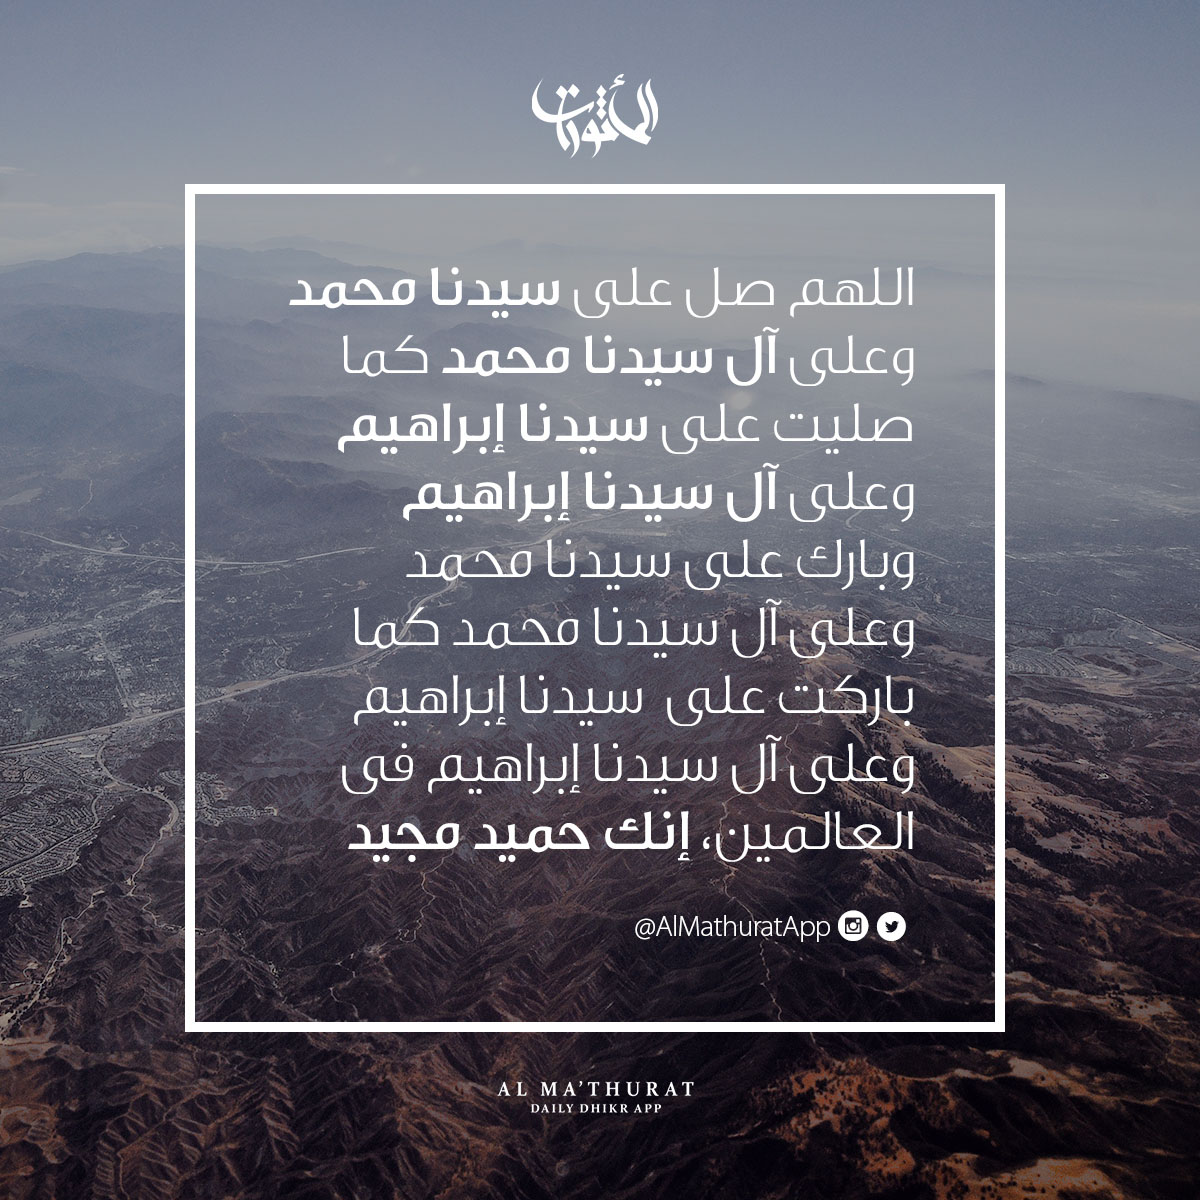 المأثورات
اللهم صل على سيدنا محمد
وعلى آل سيدنا محمد كما
صليت على سيدنا إبراهيم
وعلى آل سيدنا إبراهيم
وبارك على سيدنا محمد
وعلى آل سيدنا محمد كما
باركت على سيدنا إبراهيم
وعلى آل سيدنا إبراهيم فى
العالمين، إنك حميد مجيد
@AlMathuratApp
AL MA’THURAT
DAILY DHIKR APP